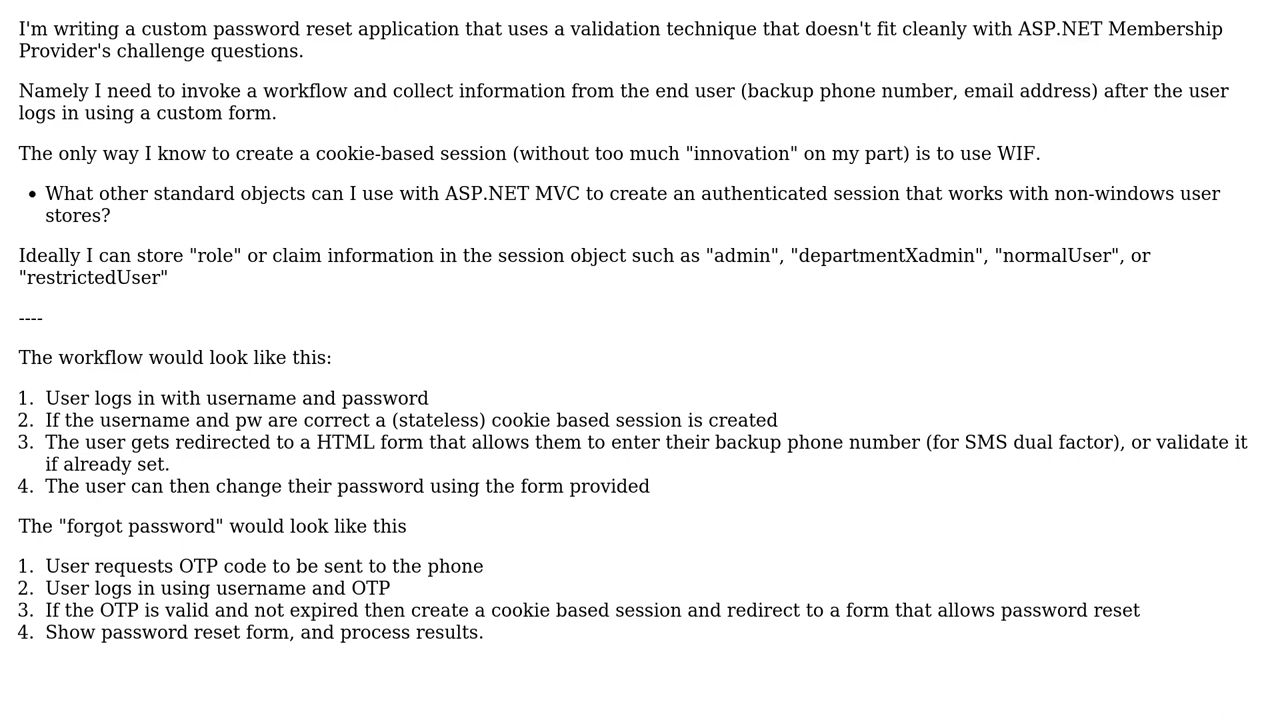 I'm writing a custom password reset application that uses a validation technique that doesn't fit cleanly with ASP.NET Membership
Provider's challenge questions.
Namely I need to invoke a workflow and collect information from the end user (backup phone number, email address) after the user
logs in using a custom form.
The only way I know to create a cookie-based session (without too much "innovation" on my part) is to use WIF.
• What other standard objects can I use with ASP.NET MVC to create an authenticated session that works with non-windows user
stores?
Ideally I can store "role" or claim information in the session object such as "admin", "departmentXadmin", "normalUser", or
"restrictedUser"
----
The workflow would look like this:
1. User logs in with username and password
2. If the username and pw are correct a (stateless) cookie based session is created
3. The user gets redirected to a HTML form that allows them to enter their backup phone number (for SMS dual factor), or validate it
if already set.
4. The user can then change their password using the form provided
The "forgot password" would look like this
1. User requests OTP code to be sent to the phone
2. User logs in using username and OTP
3. If the OTP is valid and not expired then create a cookie based session and redirect to a form that allows password reset
4. Show password reset form, and process results.